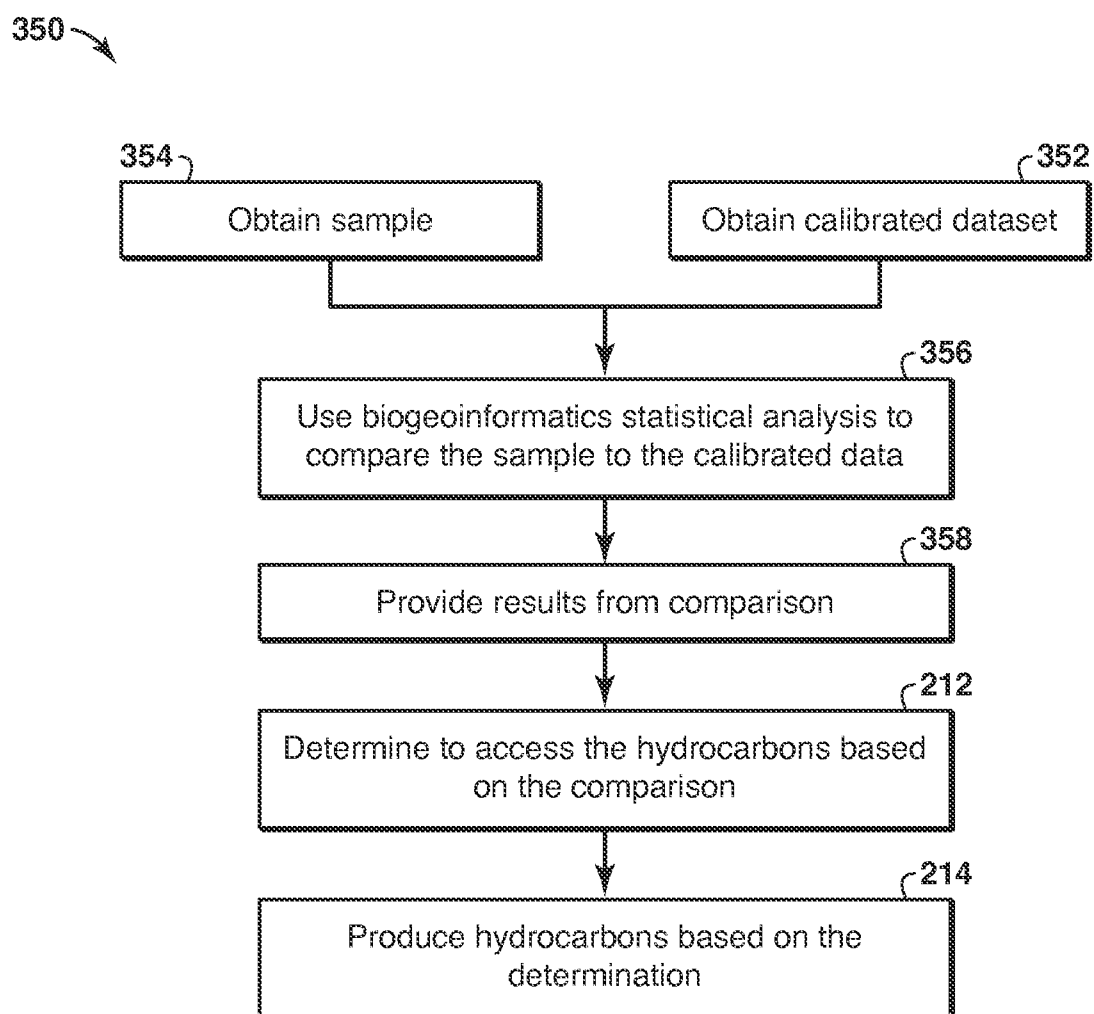 350
354
352
Obtain sample
Obtain calibrated dataset
356
Use biogeoinformatics statistical analysis to
compare the sample to the calibrated data
358
Provide results from comparison
212
Determine to access the hydrocarbons based
on the comparison
214
Produce hydrocarbons based on the
determination